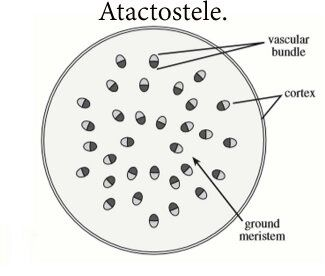 Atactostele.
vascular
bundle
cortex
ground
meristem